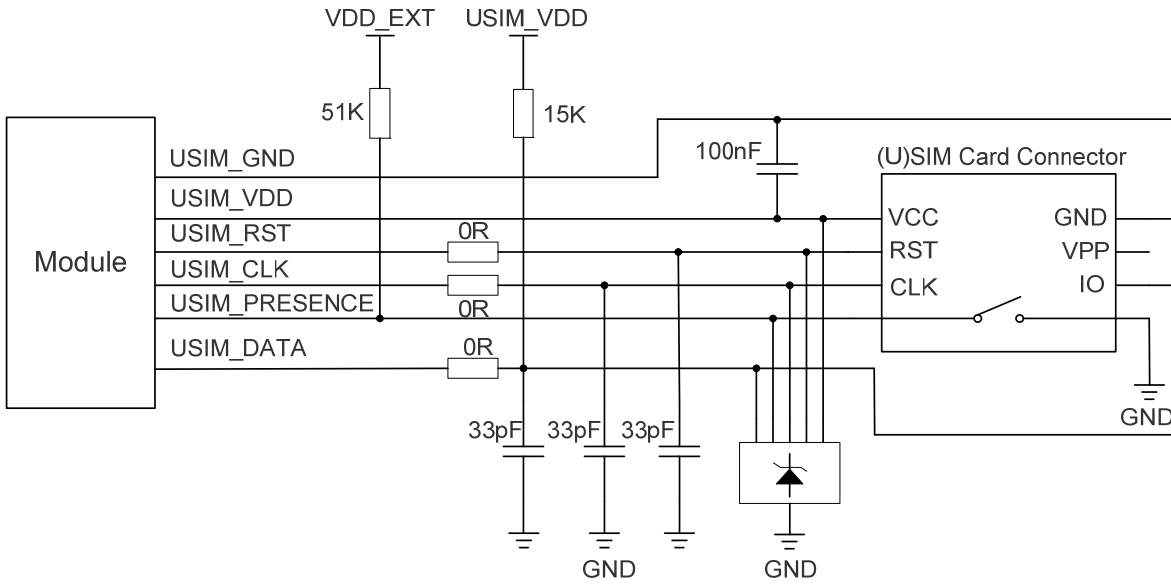 VDD_EXT
USIM_VDD
51K
15K
Module
USIM_GND
USIM_VDD
USIM_RST
USIM_CLK
USIM_PRESENCE
USIM_DATA
0R
0R
0R
100nF
(U)SIM Card Connector
VCC
GND
RST
VPP
CLK
IO
GND
33pF
33pF
33pF
GND
GND